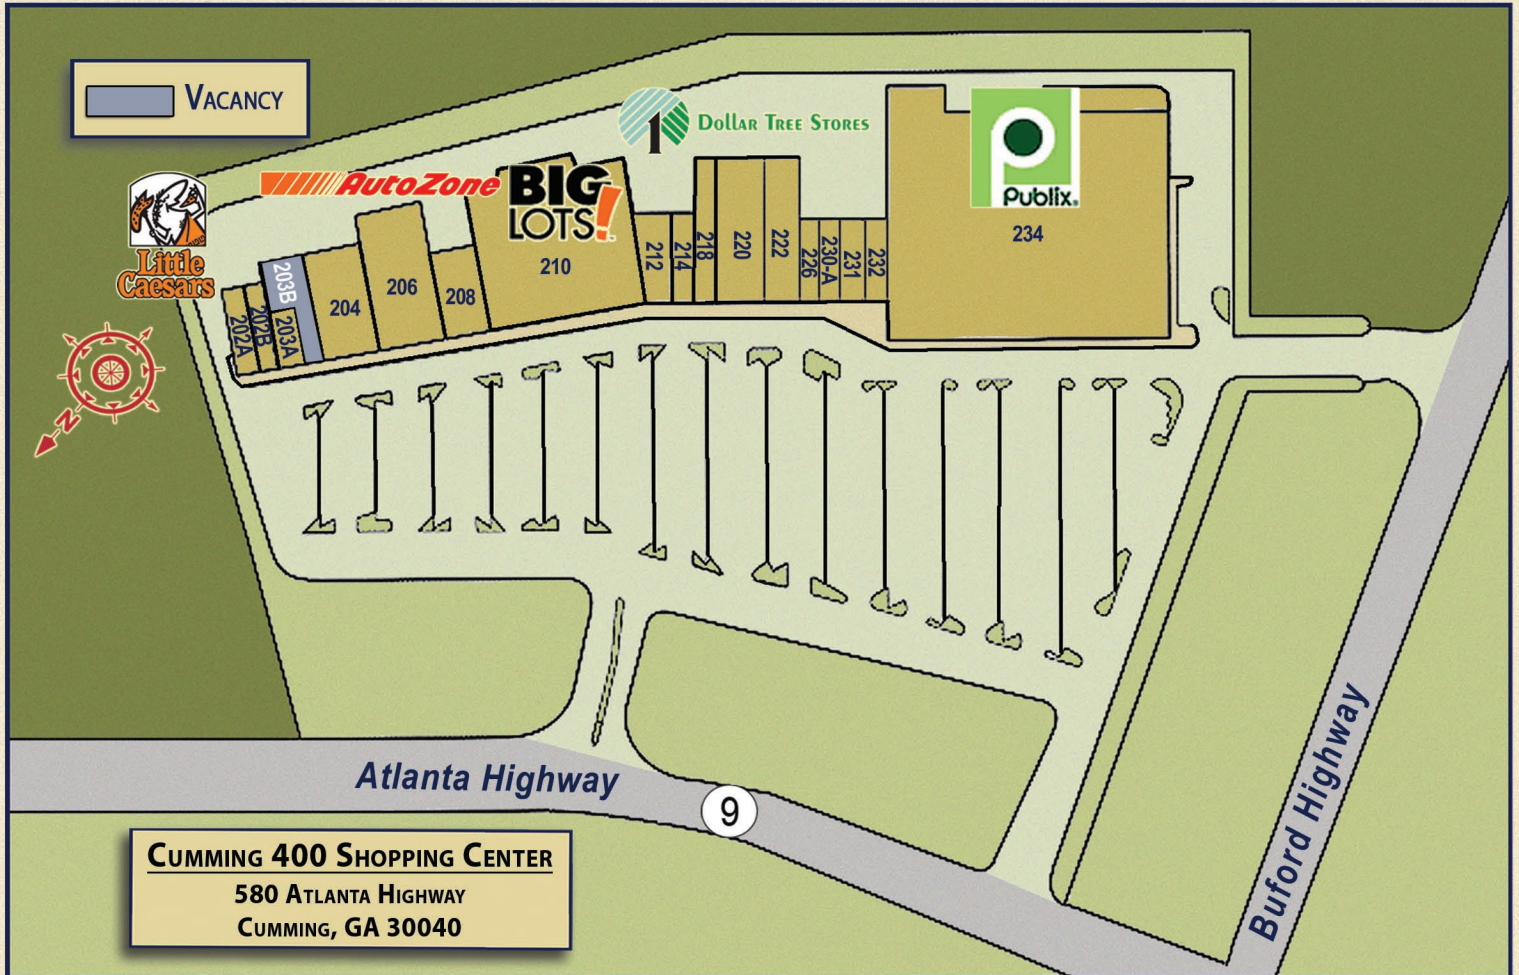 Vacancy
1
Dollar Tree Stores
Publix.
AutoZone
BIG
LOTS!
Little
Caesars
202A
202B
203B
203A
204
206
208
210
212
214
218
220
222
226
230-A
231
232
234
N
Atlanta Highway
9
Buford Highway
Cumming 400 Shopping Center
580 Atlanta Highway
Cumming, GA 30040